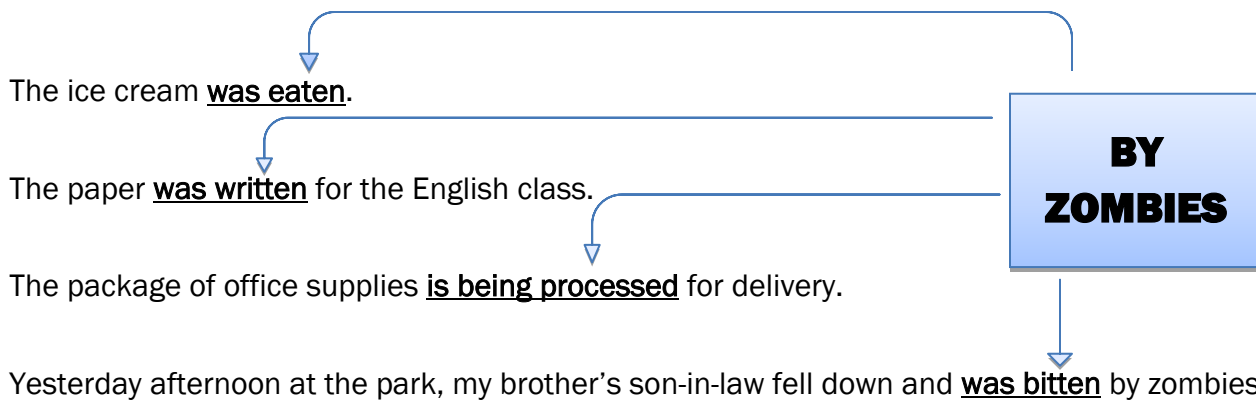 The ice cream was eaten.
BY
The paper was written for the English class.
ZOMBIES
The package of office supplies is being processed for delivery.
Yesterday afternoon at the park, my brother’s son-in-law fell down and was bitten by zombies